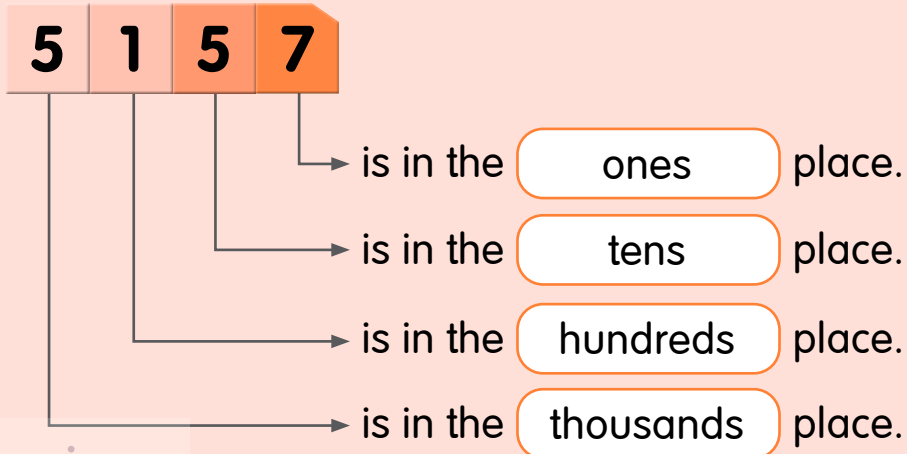 5 1 5 7
is in the ones place.
is in the tens place.
is in the hundreds place.
is in the thousands place.